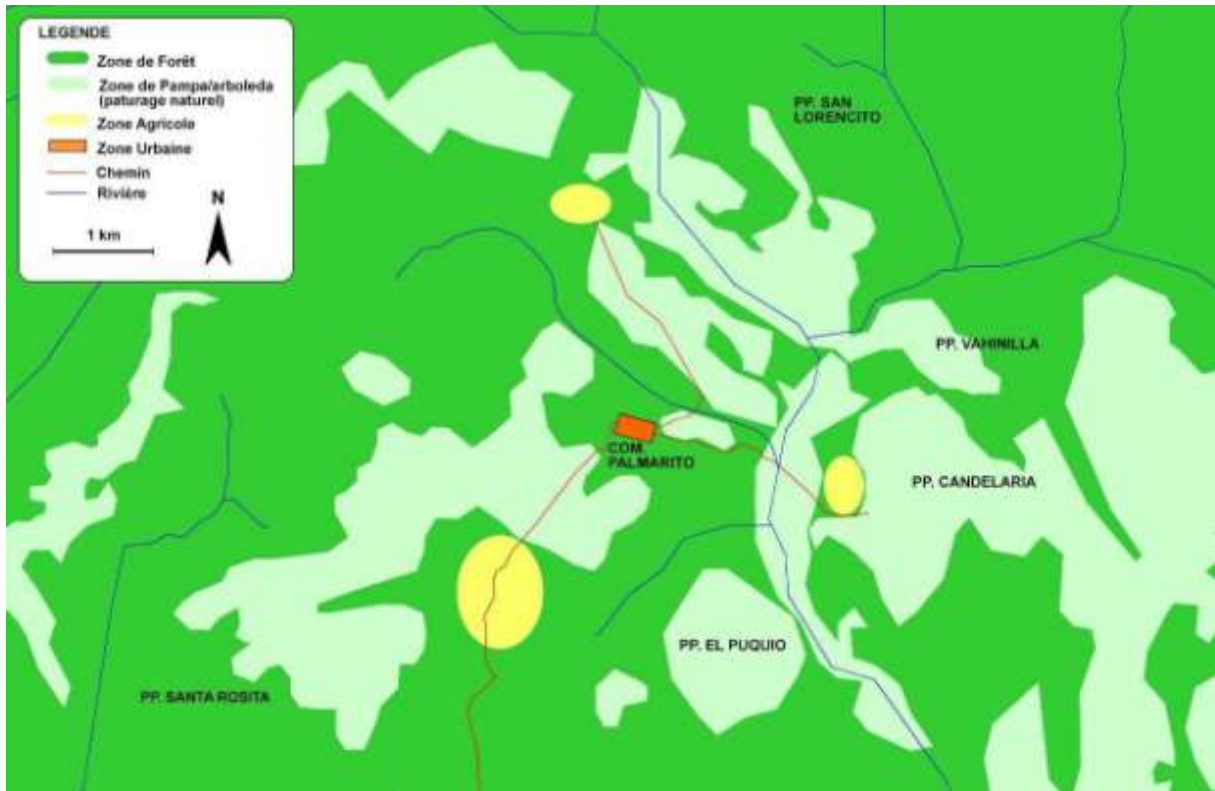 LEGENDE
Zone de Forêt
Zone de Pampa/arboleda
(paturage naturel)
Zone Agricole
Zone Urbaine
Chemin
Rivière
N
1 km
PP. SAN
LORENCITO
PP. VAHINILLA
COM.
PALMARITO
PP. CANDELARIA
PP. EL PUQUIO
PP. SANTA ROSITA